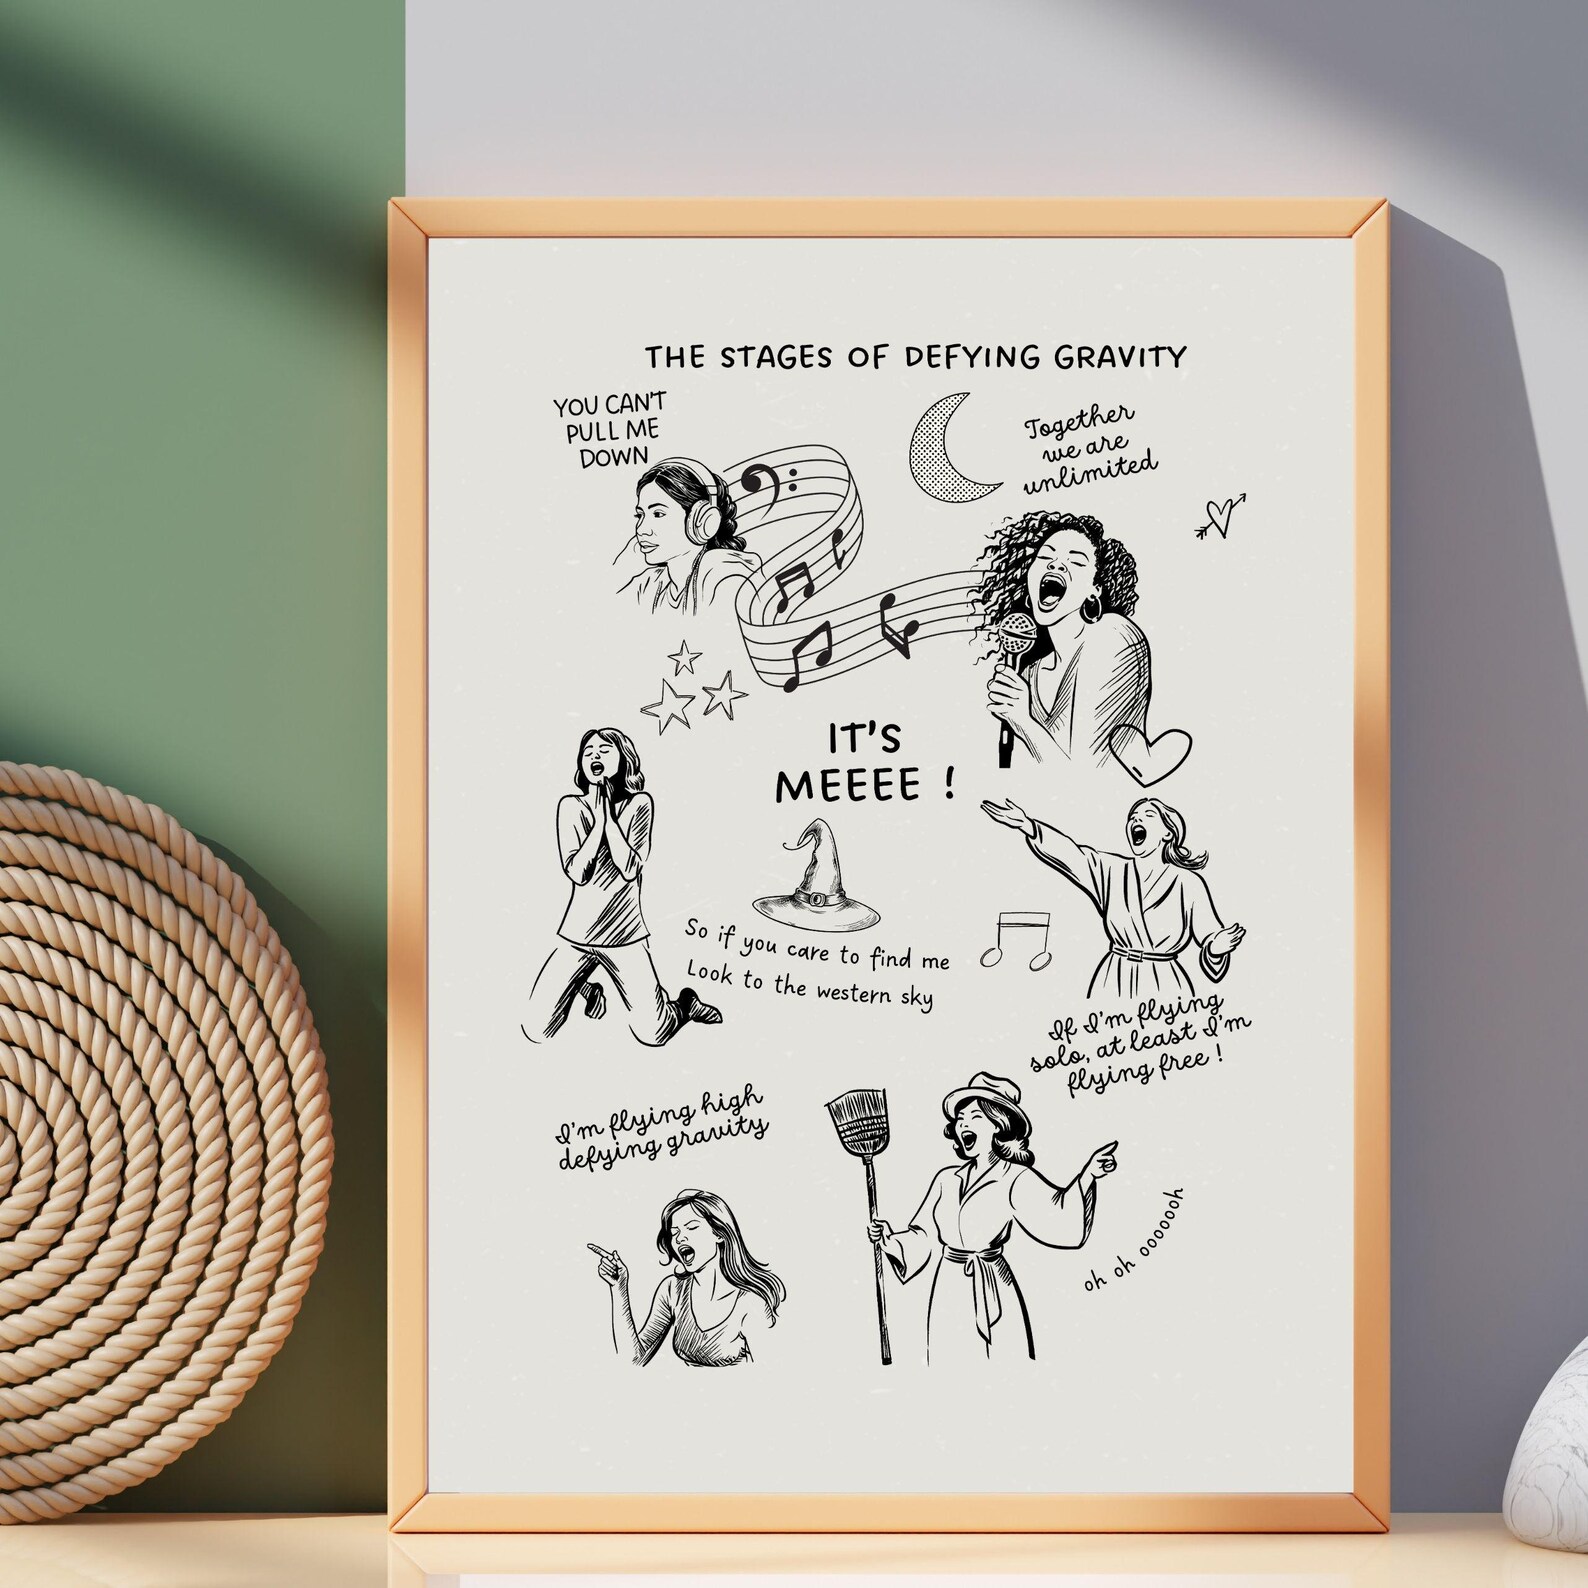 THE STAGES OF DEFYING GRAVITY
YOU CAN'T
PULL ME
DOWN
Together
we are
unlimited
IT'S
MEEEE !
So if you care to find me
Look to the western sky
If I'm flying
solo, at least I'm
flying free !
I'm flying high
defying gravity
oh oh ooooooh